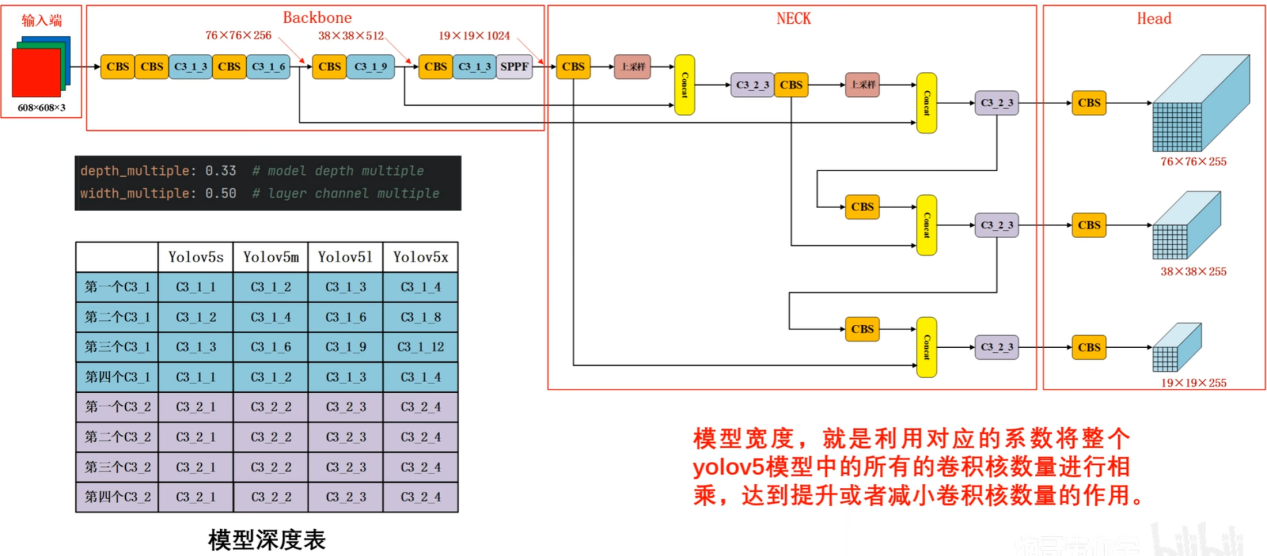 输入端
608×608×3
Backbone
76×76×256
38×38×512
19×19×1024
CBS CBS C3_1_3 CBS C3_1_6 CBS C3_1_9 CBS C3_1_3 SPPF
NECK
CBS 上采样 Concat C3_2_3 CBS 上采样 Concat C3_2_3
CBS Concat C3_2_3
CBS Concat C3_2_3
Head
CBS
76×76×255
CBS
38×38×255
CBS
19×19×255
depth_multiple: 0.33 # model depth multiple
width_multiple: 0.50 # layer channel multiple
Yolov5s Yolov5m Yolov5l Yolov5x
第一个C3_1 C3_1_1 C3_1_2 C3_1_3 C3_1_4
第二个C3_1 C3_1_2 C3_1_4 C3_1_6 C3_1_8
第三个C3_1 C3_1_3 C3_1_6 C3_1_9 C3_1_12
第四个C3_1 C3_1_1 C3_1_2 C3_1_3 C3_1_4
第一个C3_2 C3_2_1 C3_2_2 C3_2_3 C3_2_4
第二个C3_2 C3_2_1 C3_2_2 C3_2_3 C3_2_4
第三个C3_2 C3_2_1 C3_2_2 C3_2_3 C3_2_4
第四个C3_2 C3_2_1 C3_2_2 C3_2_3 C3_2_4
模型深度表
模型宽度，就是利用对应的系数将整个
yolov5模型中的所有的卷积核数量进行相
乘，达到提升或者减小卷积核数量的作用。
bilibili